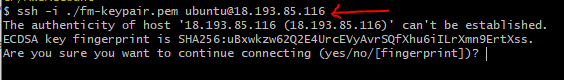 $ ssh -i ./fm-keypair.pem ubuntu@18.193.85.116
The authenticity of host '18.193.85.116 (18.193.85.116)' can't be established.
ECDSA key fingerprint is SHA256:uBxwkzw62Q2E4UrcEVyAvrSQfXhu6iILrXmn9ErtXss.
Are you sure you want to continue connecting (yes/no/[fingerprint])?